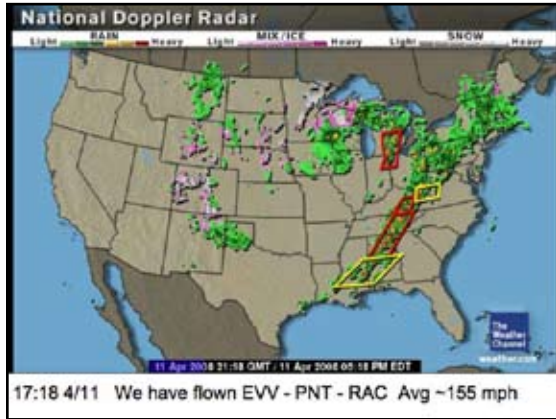 National Doppler Radar
RAIN MIX/ICE SNOW
Light Heavy Light Heavy Light Heavy
The Weather Channel
weather.com
11 Apr 2008 21:18 GMT / 11 Apr 2008 05:18 PM EDT
17:18 4/11 We have flown EVV - PNT - RAC Avg ~155 mph